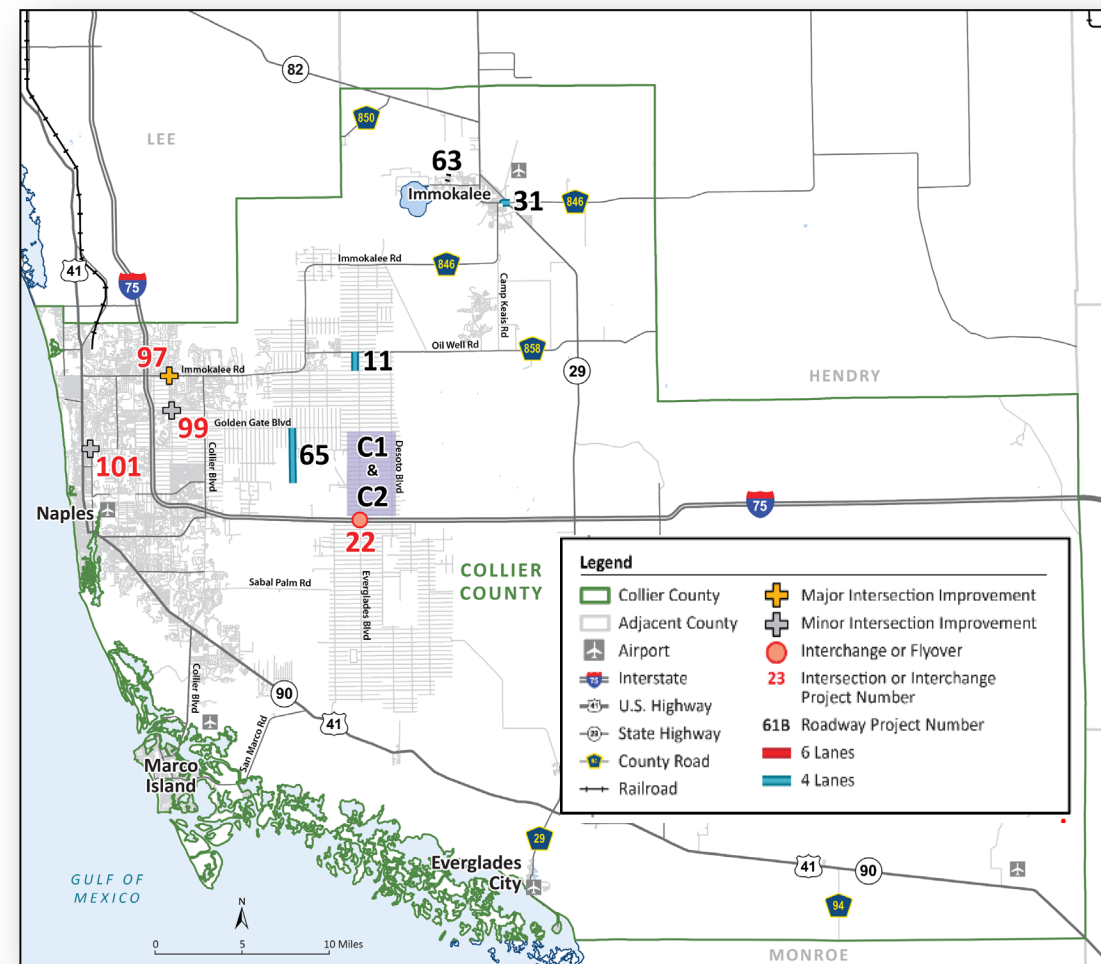 82
850
LEE
63
Immokalee
31
846
41
75
Immokalee Rd
846
Camp Keais Rd
Oil Well Rd
858
97
Immokalee Rd
11
29
HENDRY
99
Golden Gate Blvd
65
C1
&
C2
Desoto Blvd
Collier Blvd
101
Naples
75
22
COLLIER
COUNTY
Sabal Palm Rd
Everglades Blvd
Collier Blvd
90
41
San Marco Rd
Marco
Island
29
Everglades
City
41
90
94
GULF OF
MEXICO
N
0
5
10 Miles
MONROE
Legend
Collier County
Adjacent County
Airport
75
Interstate
41
U.S. Highway
29
State Highway
County Road
Railroad
Major Intersection Improvement
Minor Intersection Improvement
Interchange or Flyover
23
Intersection or Interchange
Project Number
61B
Roadway Project Number
6 Lanes
4 Lanes